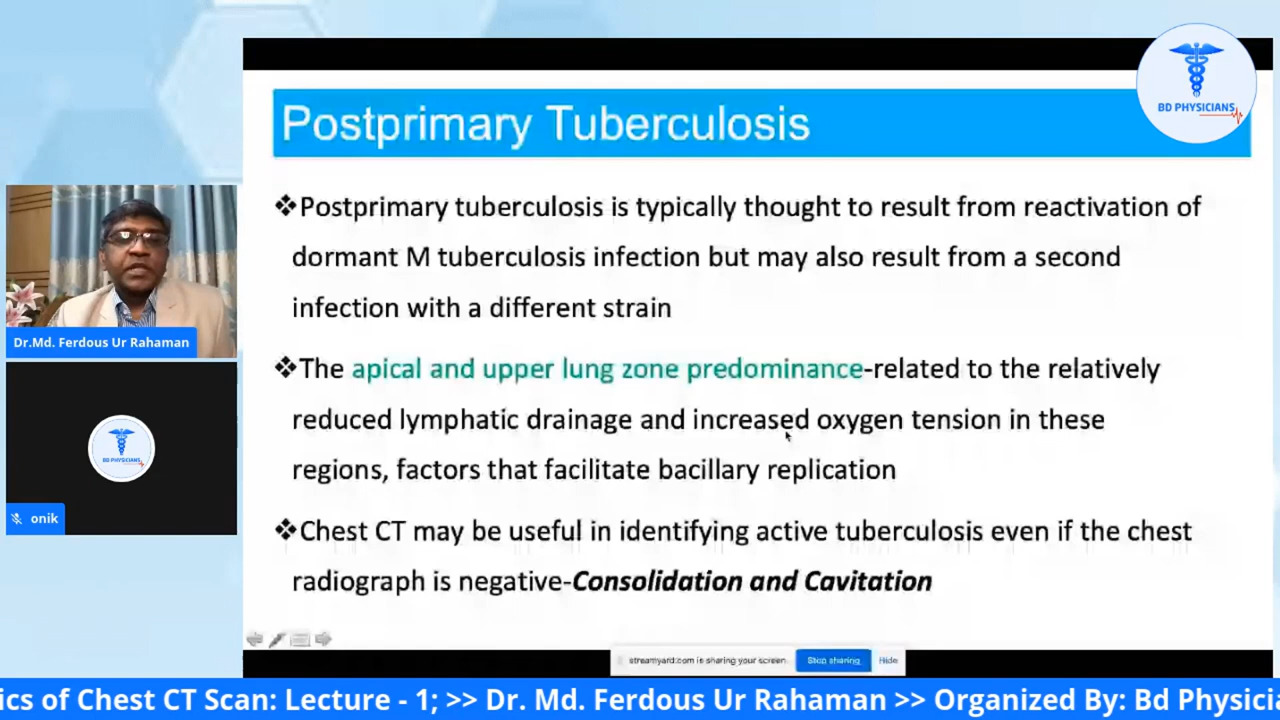 BD PHYSICIANS
Postprimary Tuberculosis
❖Postprimary tuberculosis is typically thought to result from reactivation of
dormant M tuberculosis infection but may also result from a second
infection with a different strain
❖The apical and upper lung zone predominance-related to the relatively
reduced lymphatic drainage and increased oxygen tension in these
regions, factors that facilitate bacillary replication
❖Chest CT may be useful in identifying active tuberculosis even if the chest
radiograph is negative-Consolidation and Cavitation
Dr.Md. Ferdous Ur Rahaman
BD PHYSICIANS
onik
streamyard.com is sharing your screen. Stop sharing Hide
ics of Chest CT Scan: Lecture - 1; >> Dr. Md. Ferdous Ur Rahaman >> Organized By: Bd Physicia